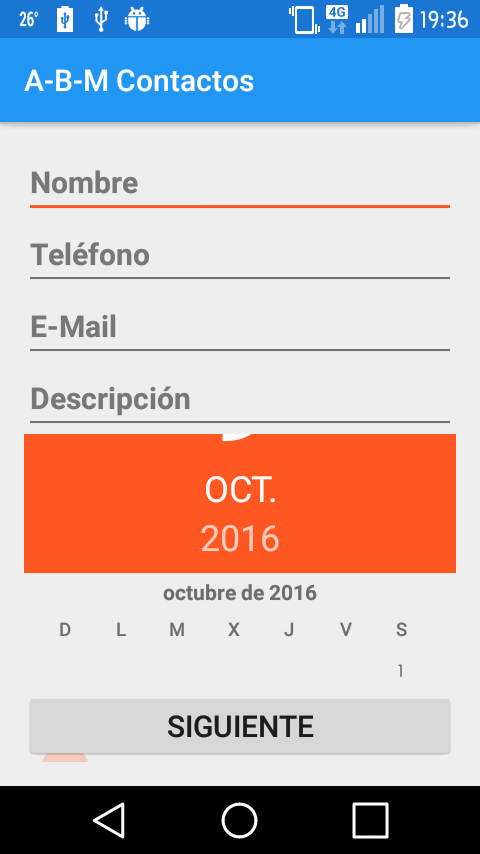 26° 4G 19:36
A-B-M Contactos
Nombre
Teléfono
E-Mail
Descripción
OCT.
2016
octubre de 2016
D L M X J V S
1
SIGUIENTE